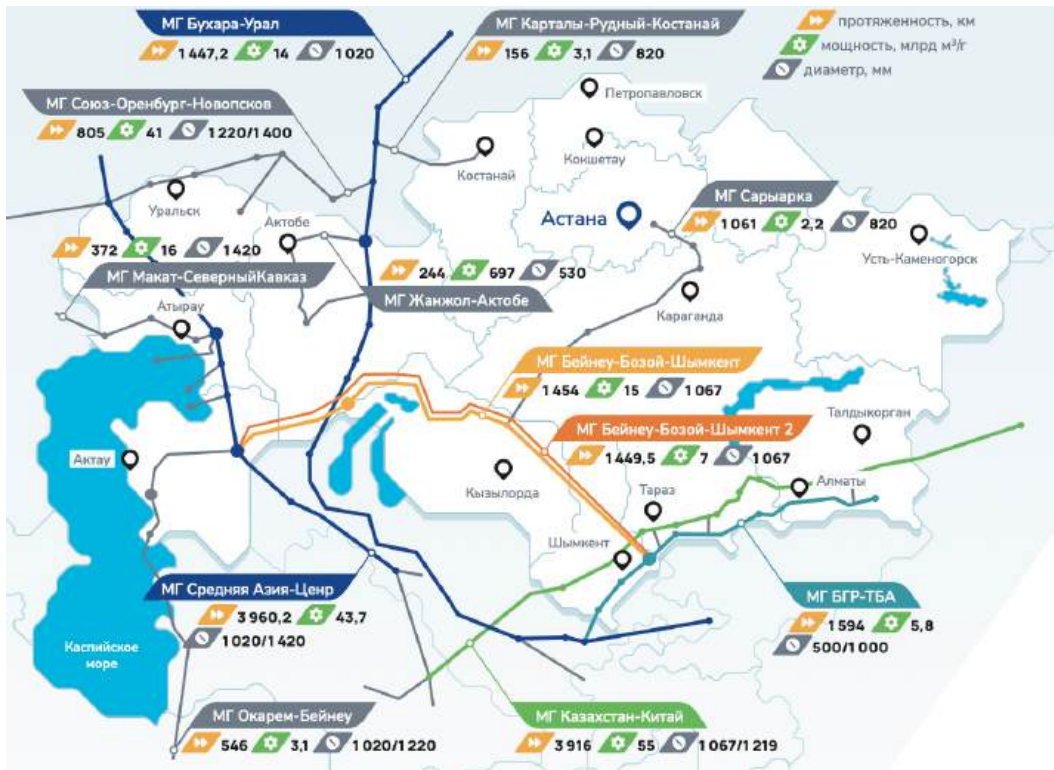 МГ Бухара-Урал
1 447,2 14 1 020
МГ Карталы-Рудный-Костанай
156 3,1 820
протяженность, км
мощность, млрд м³/г
диаметр, мм
МГ Союз-Оренбург-Новопсков
805 41 1 220/1 400
Петропавловск
Кокшетау
Костанай
Уральск
Актобе
Астана
МГ Сарыарка
1 061 2,2 820
Усть-Каменогорск
372 16 1 420
МГ Макат-СеверныйКавказ
244 697 530
МГ Жанжол-Актобе
Атырау
Караганда
МГ Бейнеу-Бозой-Шымкент
1 454 15 1 067
МГ Бейнеу-Бозой-Шымкент 2
1 449,5 7 1 067
Талдыкорган
Актау
Кызылорда
Тараз
Алматы
Шымкент
МГ Средняя Азия-Ценр
3 960,2 43,7
1 020/1 420
МГ БГР-ТБА
1 594 5,8
500/1 000
Каспийское
море
МГ Окарем-Бейнеу
546 3,1 1 020/1 220
МГ Казахстан-Китай
3 916 55 1 067/1 219